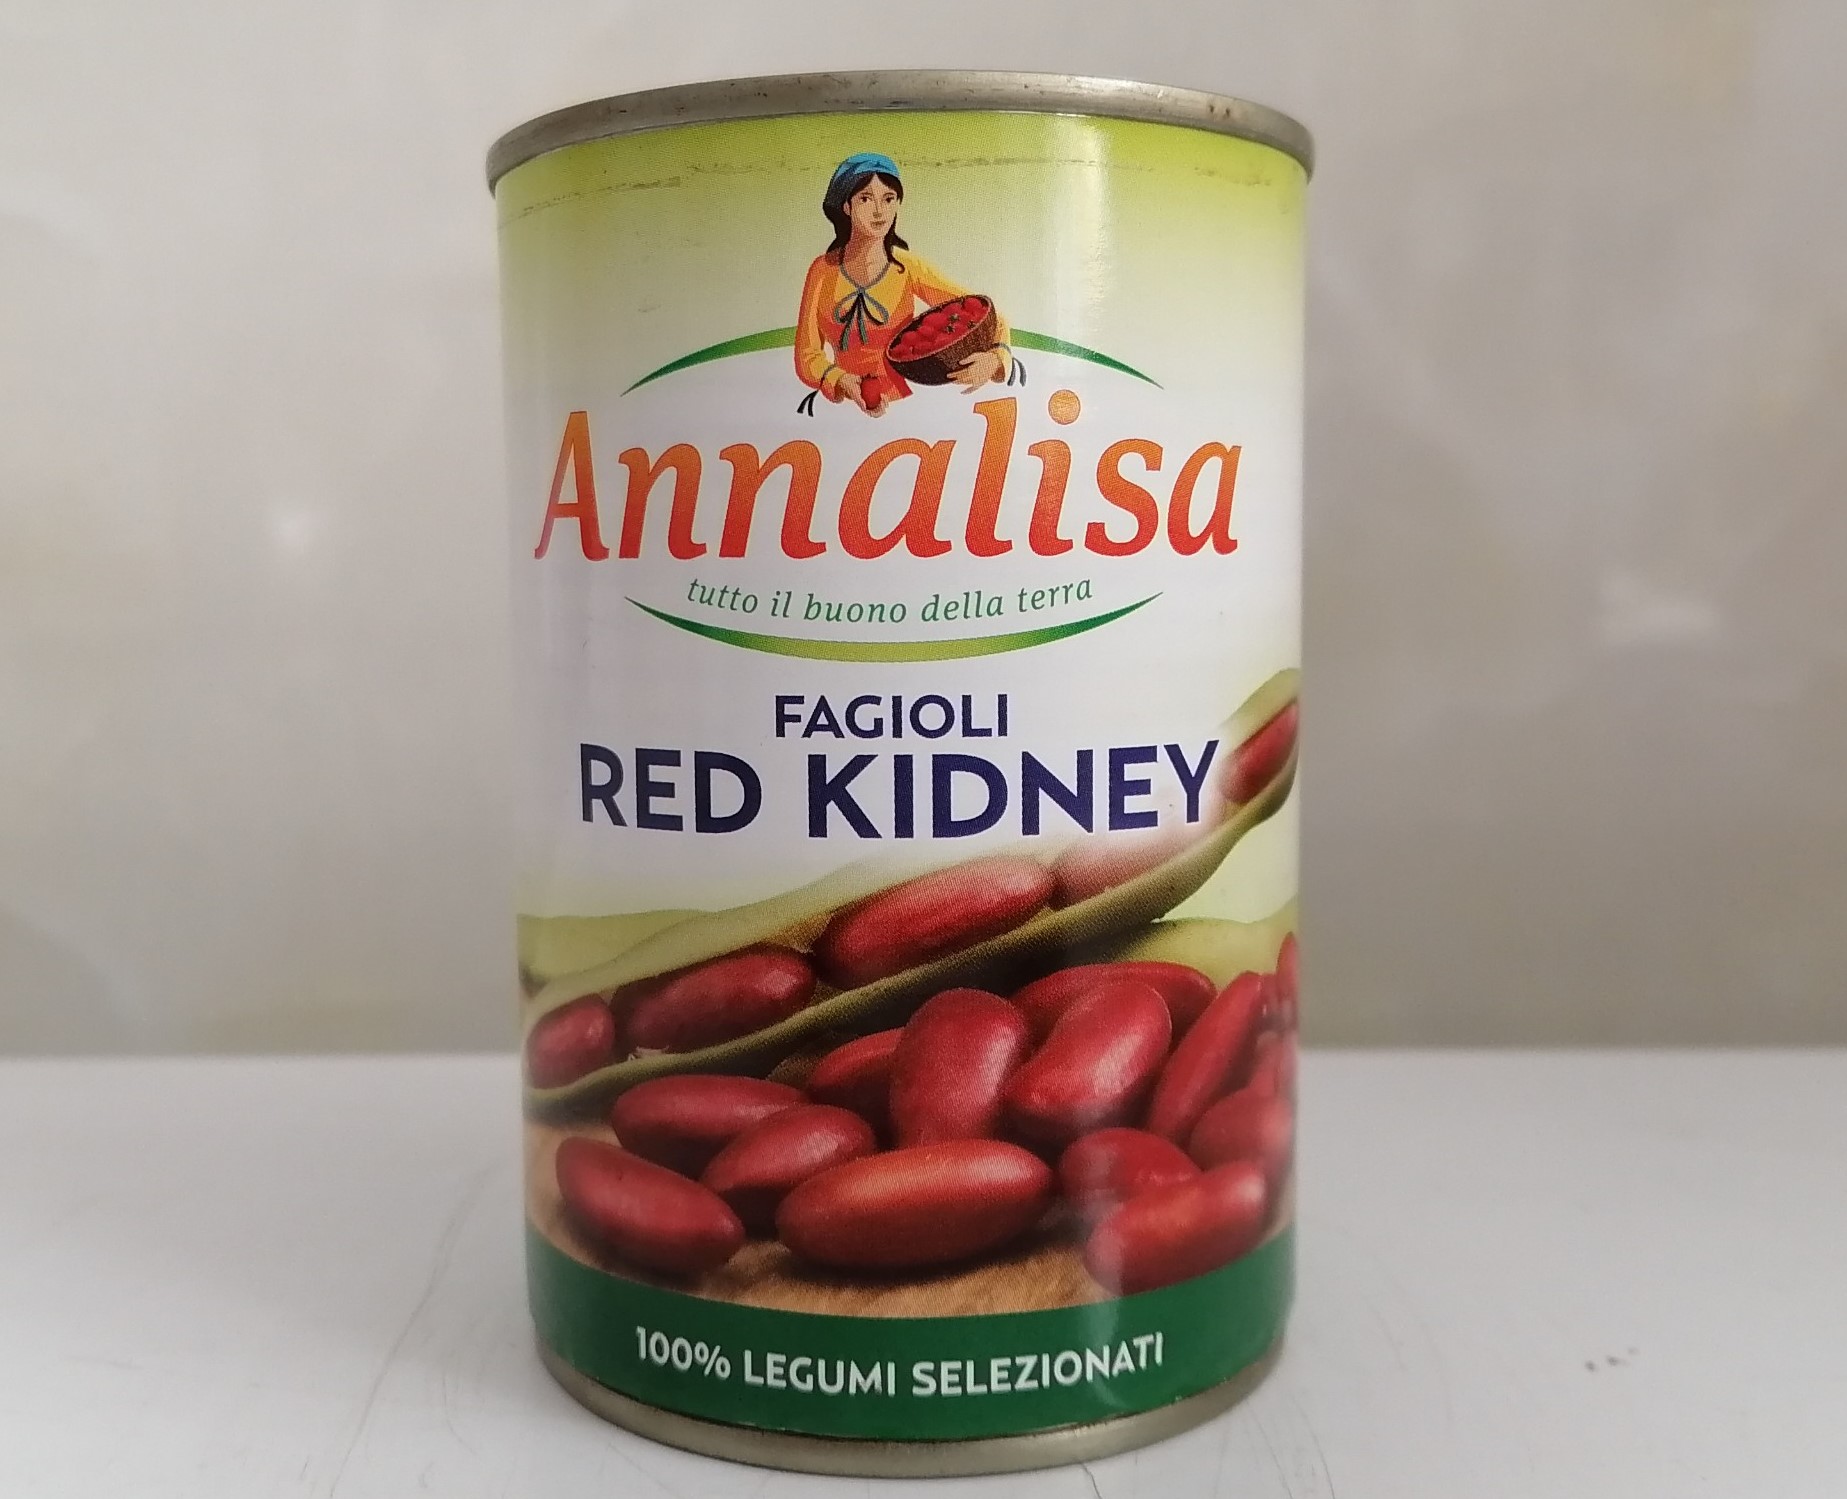 Annalisa
tutto il buono della terra
FAGIOLI
RED KIDNEY
100% LEGUMI SELEZIONATI